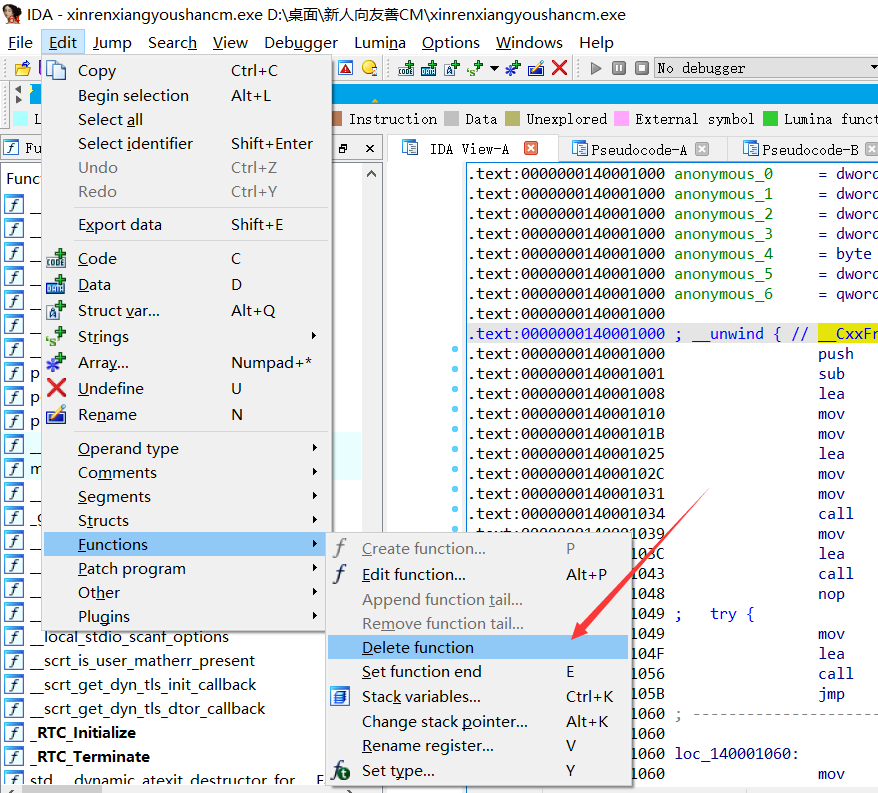 IDA - xinrenxiangyoushancm.exe D:\桌面\新人向友善CM\xinrenxiangyoushancm.exe
File Edit Jump Search View Debugger Lumina Options Windows Help
No debugger
Instruction Data Unexplored External symbol Lumina funct
IDA View-A Pseudocode-A Pseudocode-B
Copy Ctrl+C
Begin selection Alt+L
Select all
Select identifier Shift+Enter
Undo Ctrl+Z
Redo Ctrl+Y
Export data Shift+E
Code C
Data D
Struct var... Alt+Q
Strings
Array... Numpad+*
Undefine U
Rename N
Operand type
Comments
Segments
Structs
Functions
Patch program
Other
Plugins
Create function... P
Edit function... Alt+P
Append function tail...
Remove function tail...
Delete function
Set function end E
Stack variables... Ctrl+K
Change stack pointer... Alt+K
Rename register... V
Set type... Y
__local_stdio_scanf_options
__scrt_is_user_matherr_present
__scrt_get_dyn_tls_init_callback
__scrt_get_dyn_tls_dtor_callback
_RTC_Initialize
_RTC_Terminate
.text:0000000140001000 anonymous_0 = dword
.text:0000000140001000 anonymous_1 = dword
.text:0000000140001000 anonymous_2 = dword
.text:0000000140001000 anonymous_3 = dword
.text:0000000140001000 anonymous_4 = byte
.text:0000000140001000 anonymous_5 = dword
.text:0000000140001000 anonymous_6 = qword
.text:0000000140001000
.text:0000000140001000 ; __unwind { // __CxxFr
.text:0000000140001000 push
.text:0000000140001001 sub
.text:0000000140001008 lea
.text:0000000140001010 mov
.text:000000014000101B mov
.text:0000000140001025 lea
.text:000000014000102C mov
.text:0000000140001031 mov
.text:0000000140001034 call
1039 mov
103C lea
1043 call
1048 nop
1049 ; try {
1049 mov
104F lea
1056 call
105B jmp
1060 ; --------------------
1060
1060 loc_140001060:
1060 mov